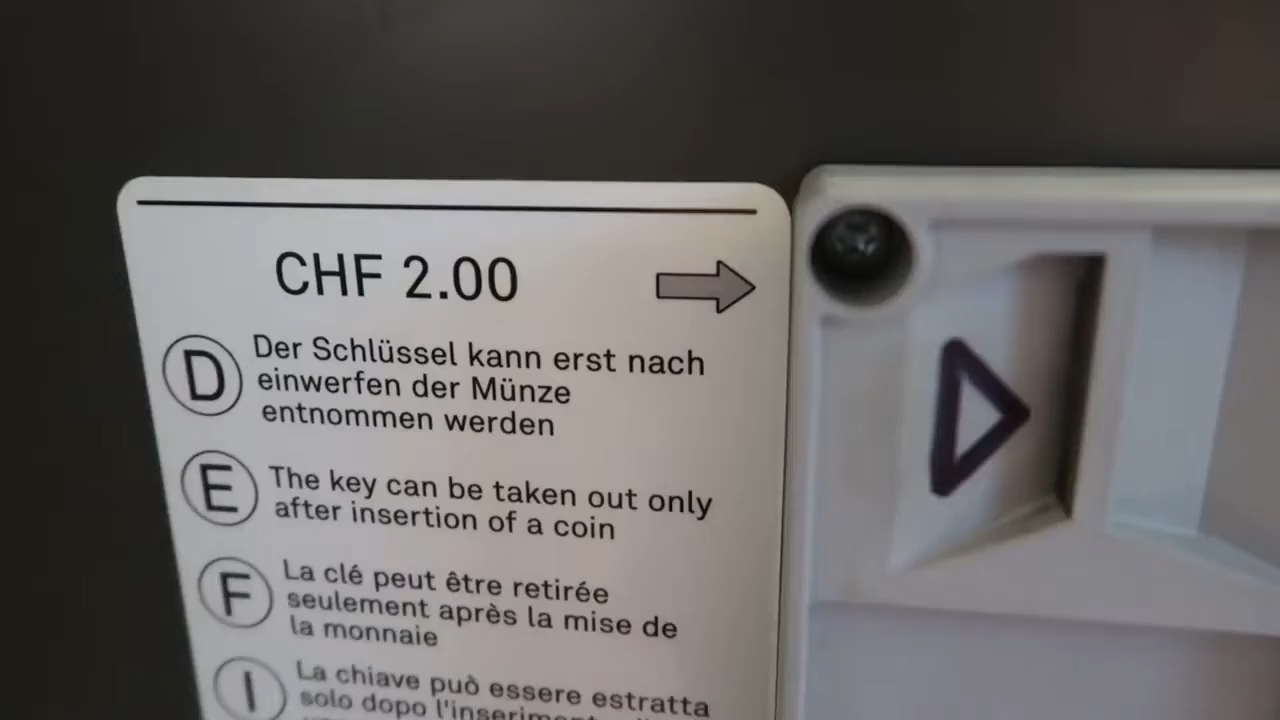 CHF 2.00
D Der Schlüssel kann erst nach
einwerfen der Münze
entnommen werden
E The key can be taken out only
after insertion of a coin
F La clé peut être retirée
seulement après la mise de
la monnaie
I La chiave può essere estratta
solo dopo